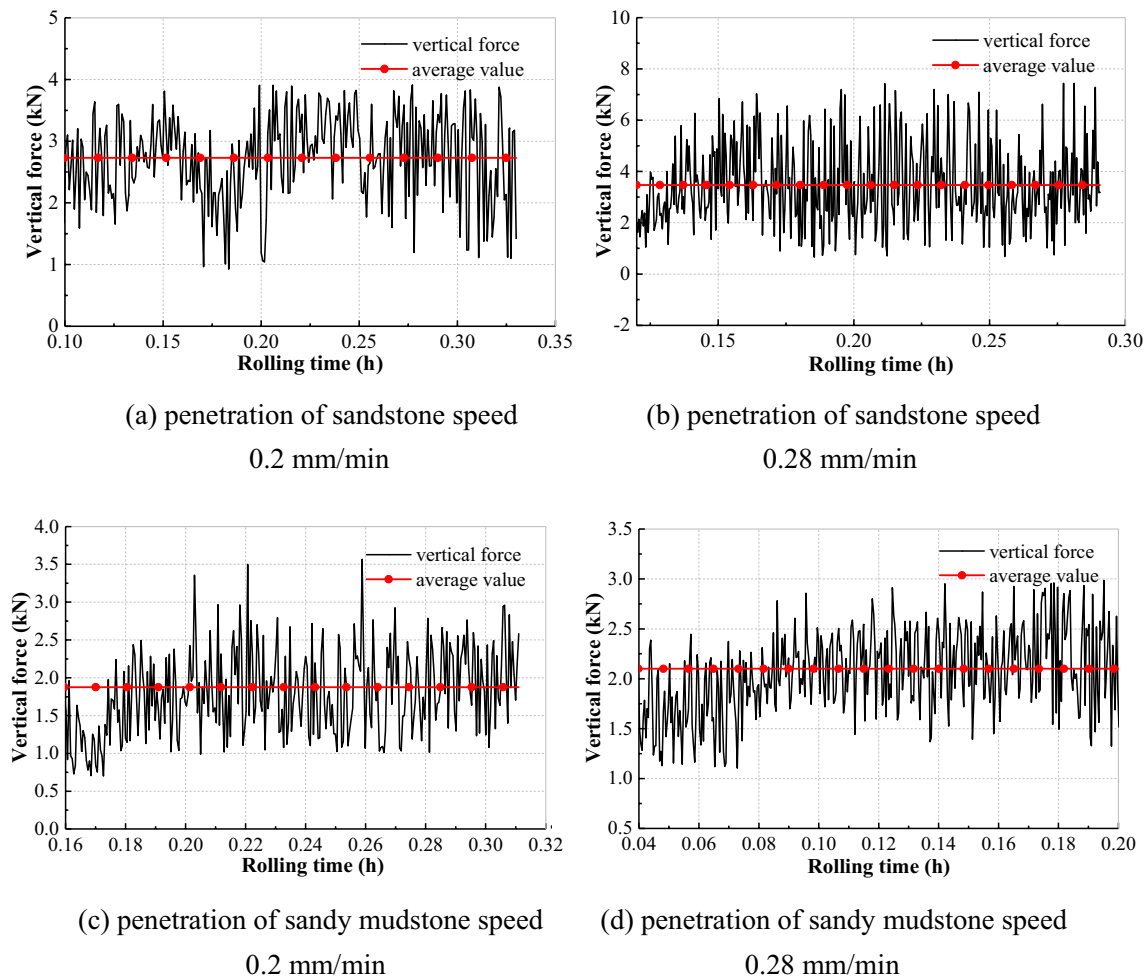 5
4
3
2
1
0
Vertical force (kN)
vertical force
average value
0.10 0.15 0.20 0.25 0.30 0.35
Rolling time (h)
10
8
6
4
2
0
-2
Vertical force (kN)
vertical force
average value
0.15 0.20 0.25 0.30
Rolling time (h)
(a) penetration of sandstone speed
0.2 mm/min
(b) penetration of sandstone speed
0.28 mm/min
4.0
3.5
3.0
2.5
2.0
1.5
1.0
0.5
0.0
Vertical force (kN)
vertical force
average value
0.16 0.18 0.20 0.22 0.24 0.26 0.28 0.30 0.32
Rolling time (h)
3.5
3.0
2.5
2.0
1.5
1.0
0.5
Vertical force (kN)
vertical force
average value
0.04 0.06 0.08 0.10 0.12 0.14 0.16 0.18 0.20
Rolling time (h)
(c) penetration of sandy mudstone speed
0.2 mm/min
(d) penetration of sandy mudstone speed
0.28 mm/min